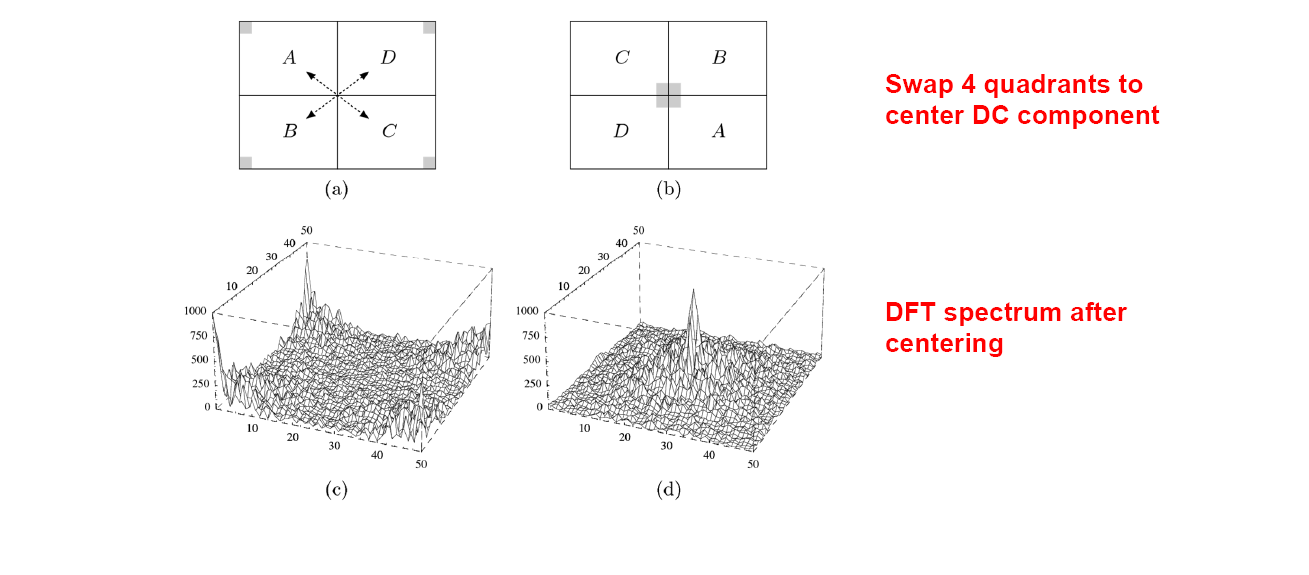 A D
B C
(a)
C B
D A
(b)
Swap 4 quadrants to
center DC component
50
40
30
20
10
1000
750
500
250
0
10
20
30
40
50
(c)
50
40
30
20
10
1000
750
500
250
0
10
20
30
40
50
(d)
DFT spectrum after
centering